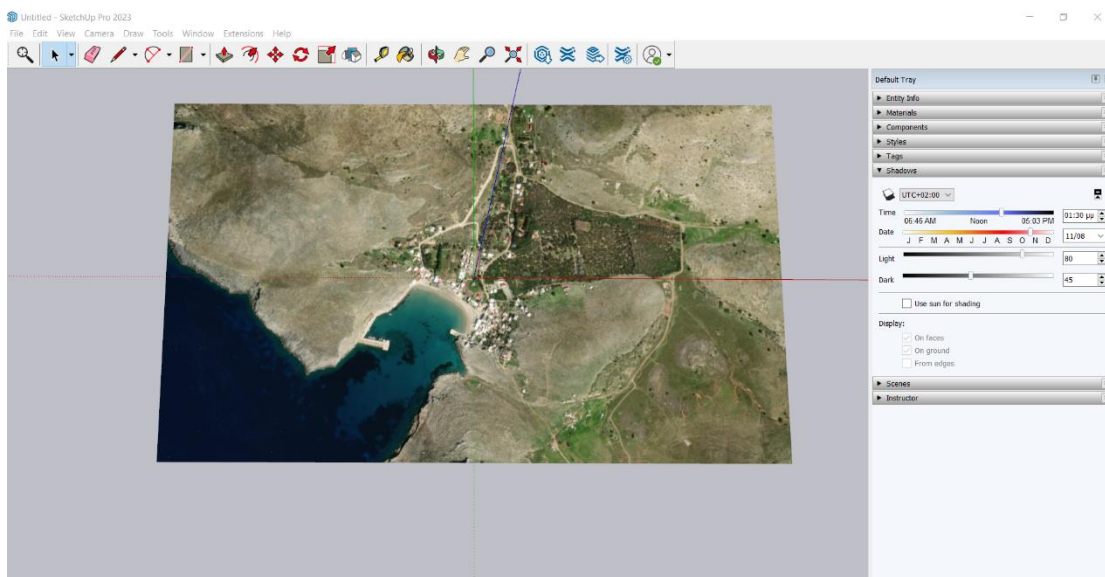 Untitled - SketchUp Pro 2023
File Edit View Camera Draw Tools Window Extensions Help
Default Tray
Entity Info
Materials
Components
Styles
Tags
Shadows
UTC+02:00
Time
06:46 AM Noon 05:03 PM
01:30 μμ
Date
J F M A M J J A S O N D
11/08
Light
80
Dark
45
Use sun for shading
Display:
On faces
On ground
From edges
Scenes
Instructor